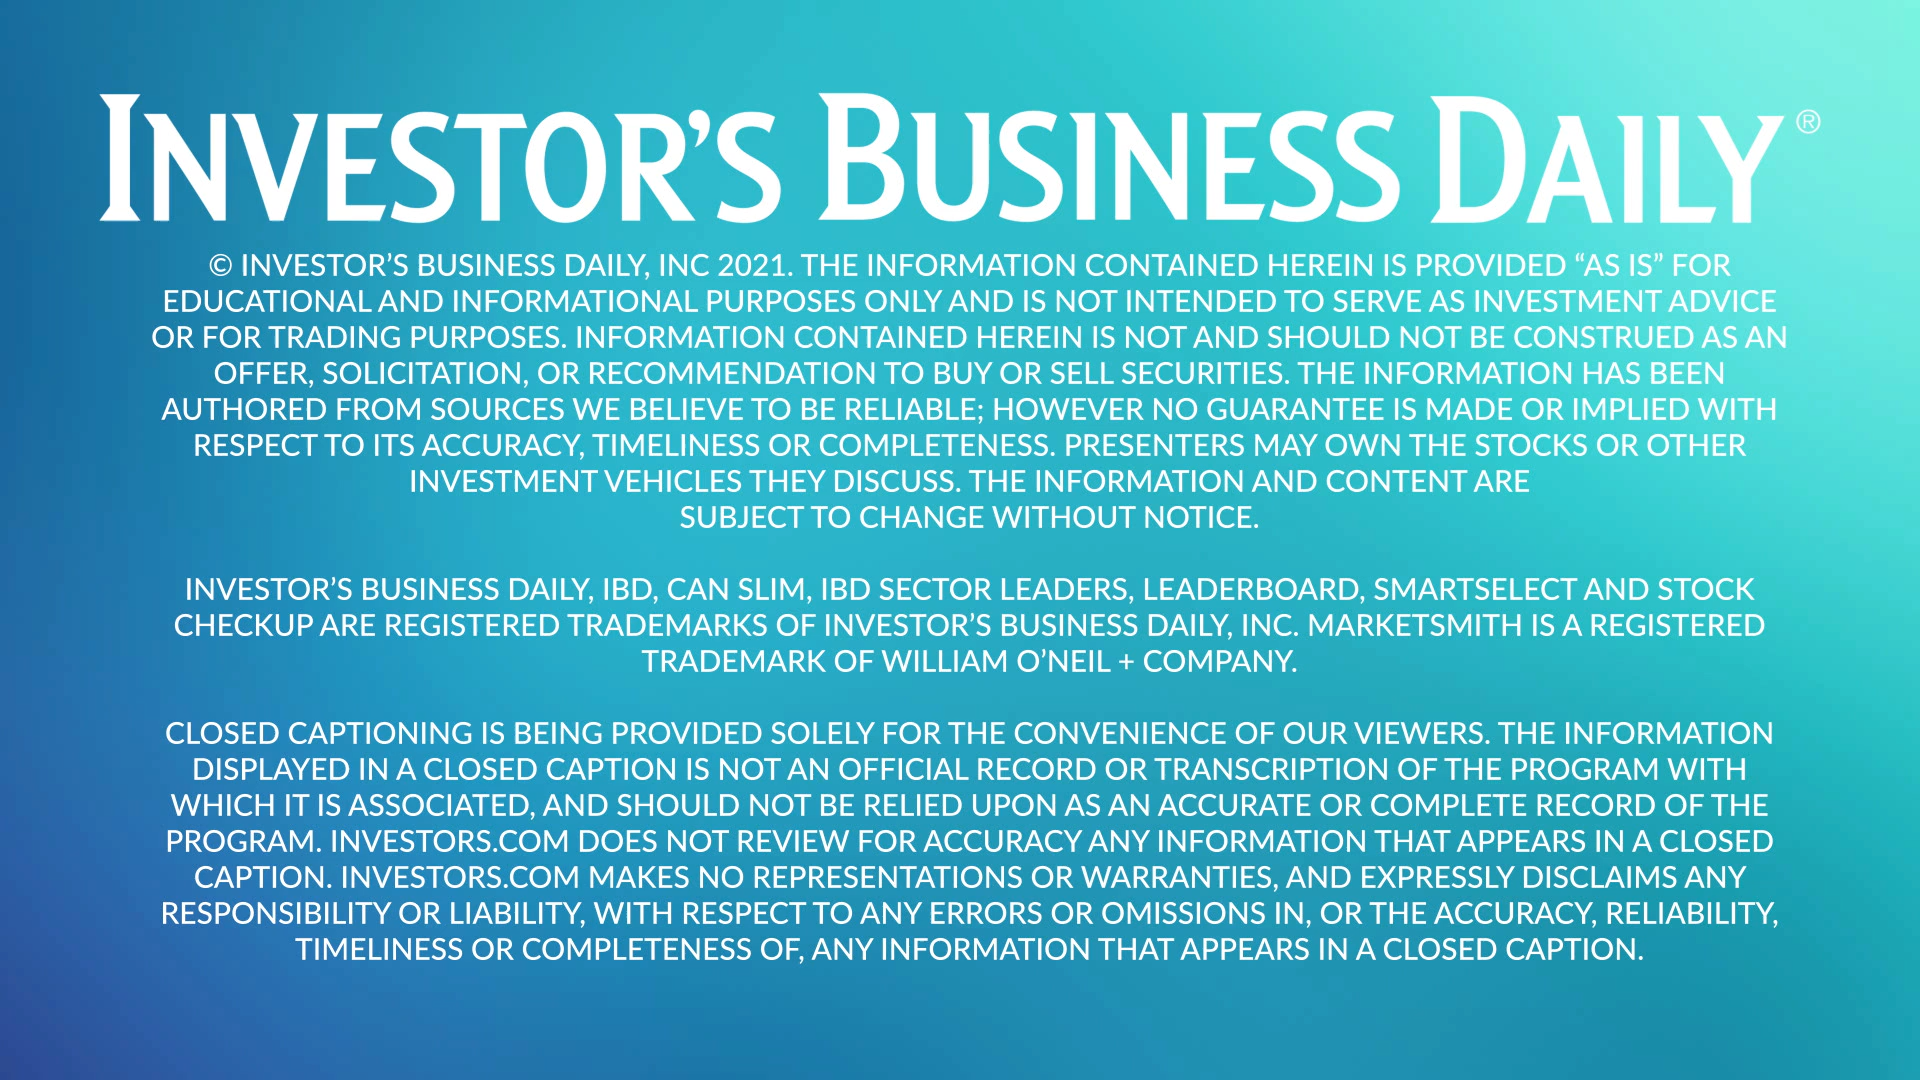 INVESTOR'S BUSINESS DAILY®
© INVESTOR'S BUSINESS DAILY, INC 2021. THE INFORMATION CONTAINED HEREIN IS PROVIDED “AS IS” FOR
EDUCATIONAL AND INFORMATIONAL PURPOSES ONLY AND IS NOT INTENDED TO SERVE AS INVESTMENT ADVICE
OR FOR TRADING PURPOSES. INFORMATION CONTAINED HEREIN IS NOT AND SHOULD NOT BE CONSTRUED AS AN
OFFER, SOLICITATION, OR RECOMMENDATION TO BUY OR SELL SECURITIES. THE INFORMATION HAS BEEN
AUTHORED FROM SOURCES WE BELIEVE TO BE RELIABLE; HOWEVER NO GUARANTEE IS MADE OR IMPLIED WITH
RESPECT TO ITS ACCURACY, TIMELINESS OR COMPLETENESS. PRESENTERS MAY OWN THE STOCKS OR OTHER
INVESTMENT VEHICLES THEY DISCUSS. THE INFORMATION AND CONTENT ARE
SUBJECT TO CHANGE WITHOUT NOTICE.
INVESTOR'S BUSINESS DAILY, IBD, CAN SLIM, IBD SECTOR LEADERS, LEADERBOARD, SMARTSELECT AND STOCK
CHECKUP ARE REGISTERED TRADEMARKS OF INVESTOR'S BUSINESS DAILY, INC. MARKETSMITH IS A REGISTERED
TRADEMARK OF WILLIAM O'NEIL + COMPANY.
CLOSED CAPTIONING IS BEING PROVIDED SOLELY FOR THE CONVENIENCE OF OUR VIEWERS. THE INFORMATION
DISPLAYED IN A CLOSED CAPTION IS NOT AN OFFICIAL RECORD OR TRANSCRIPTION OF THE PROGRAM WITH
WHICH IT IS ASSOCIATED, AND SHOULD NOT BE RELIED UPON AS AN ACCURATE OR COMPLETE RECORD OF THE
PROGRAM. INVESTORS.COM DOES NOT REVIEW FOR ACCURACY ANY INFORMATION THAT APPEARS IN A CLOSED
CAPTION. INVESTORS.COM MAKES NO REPRESENTATIONS OR WARRANTIES, AND EXPRESSLY DISCLAIMS ANY
RESPONSIBILITY OR LIABILITY, WITH RESPECT TO ANY ERRORS OR OMISSIONS IN, OR THE ACCURACY, RELIABILITY,
TIMELINESS OR COMPLETENESS OF, ANY INFORMATION THAT APPEARS IN A CLOSED CAPTION.